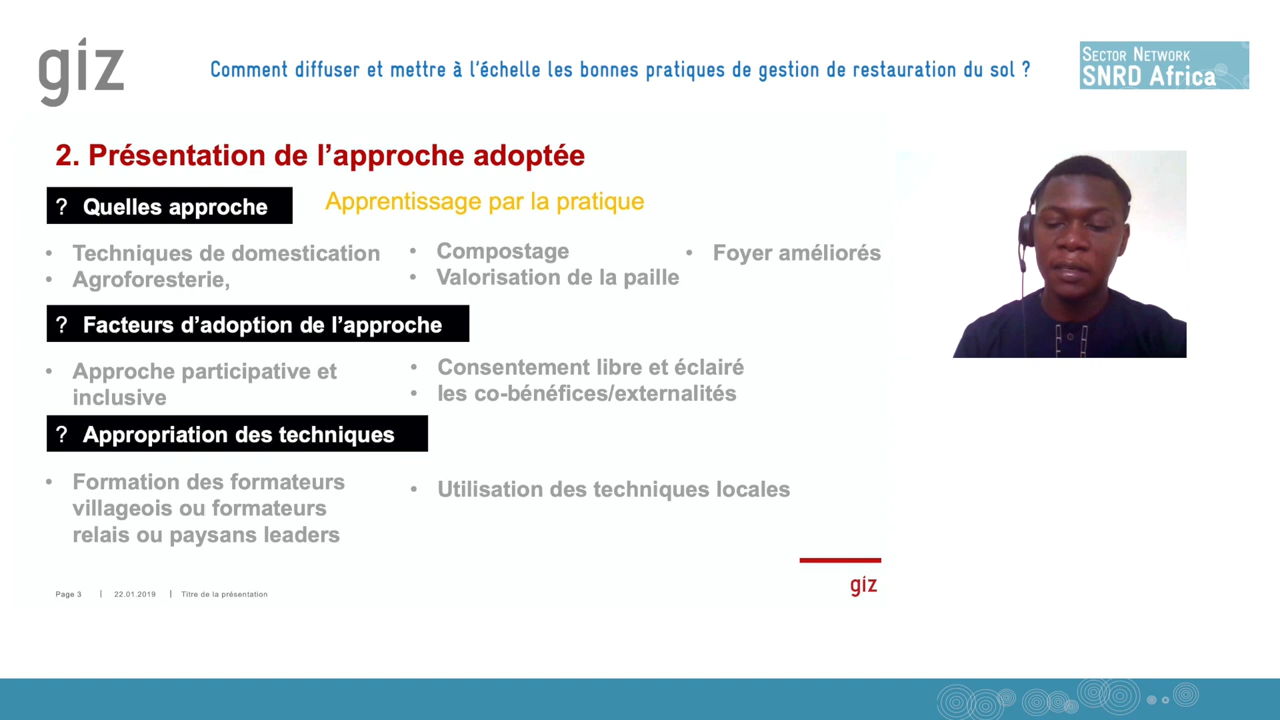 giz
Comment diffuser et mettre à l'échelle les bonnes pratiques de gestion de restauration du sol ?
SECTOR NETWORK
SNRD Africa
2. Présentation de l'approche adoptée
? Quelles approche
Apprentissage par la pratique
• Techniques de domestication
• Agroforesterie,
• Compostage
• Valorisation de la paille
• Foyer améliorés
? Facteurs d'adoption de l'approche
• Approche participative et
inclusive
• Consentement libre et éclairé
• les co-bénéfices/externalités
? Appropriation des techniques
• Formation des formateurs
villageois ou formateurs
relais ou paysans leaders
• Utilisation des techniques locales
Page 3 | 22.01.2019 | Titre de la présentation
giz